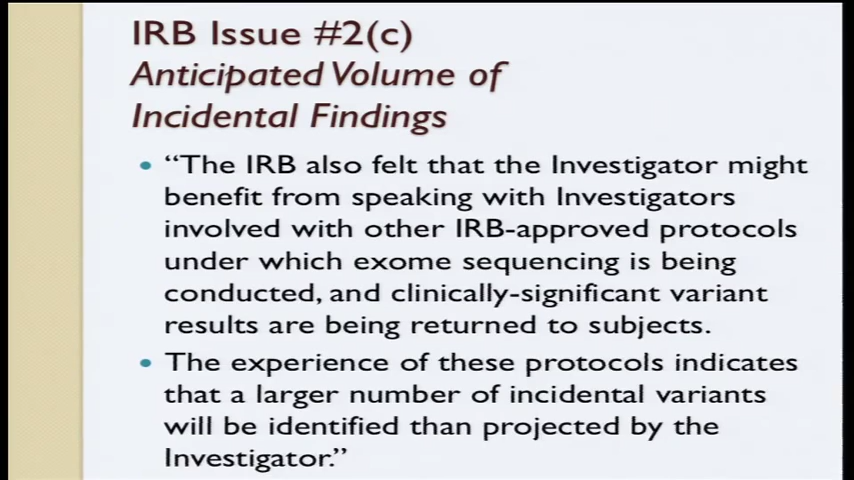 IRB Issue #2(c)
Anticipated Volume of
Incidental Findings
• “The IRB also felt that the Investigator might
benefit from speaking with Investigators
involved with other IRB-approved protocols
under which exome sequencing is being
conducted, and clinically-significant variant
results are being returned to subjects.
• The experience of these protocols indicates
that a larger number of incidental variants
will be identified than projected by the
Investigator.”